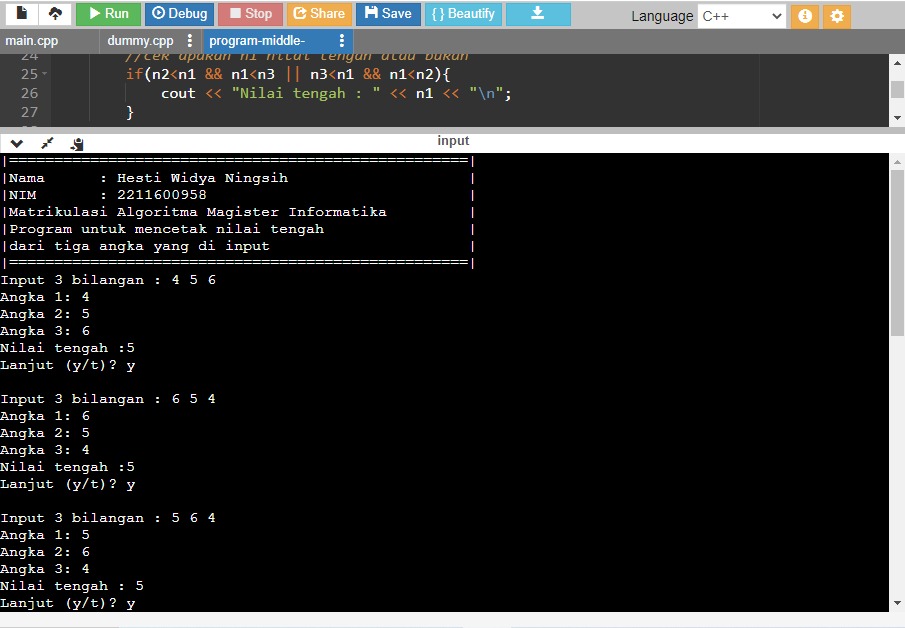 Run Debug Stop Share Save { } Beautify Language C++
main.cpp dummy.cpp program-middle-
24 //cek apakah n1 nilai tengah atau bukan
25 if(n2<n1 && n1<n3 || n3<n1 && n1<n2){
26 cout << "Nilai tengah : " << n1 << "\n";
27 }
input
|===================================================|
|Nama : Hesti Widya Ningsih |
|NIM : 2211600958 |
|Matrikulasi Algoritma Magister Informatika |
|Program untuk mencetak nilai tengah |
|dari tiga angka yang di input |
|===================================================|
Input 3 bilangan : 4 5 6
Angka 1: 4
Angka 2: 5
Angka 3: 6
Nilai tengah :5
Lanjut (y/t)? y
Input 3 bilangan : 6 5 4
Angka 1: 6
Angka 2: 5
Angka 3: 4
Nilai tengah :5
Lanjut (y/t)? y
Input 3 bilangan : 5 6 4
Angka 1: 5
Angka 2: 6
Angka 3: 4
Nilai tengah : 5
Lanjut (y/t)? y